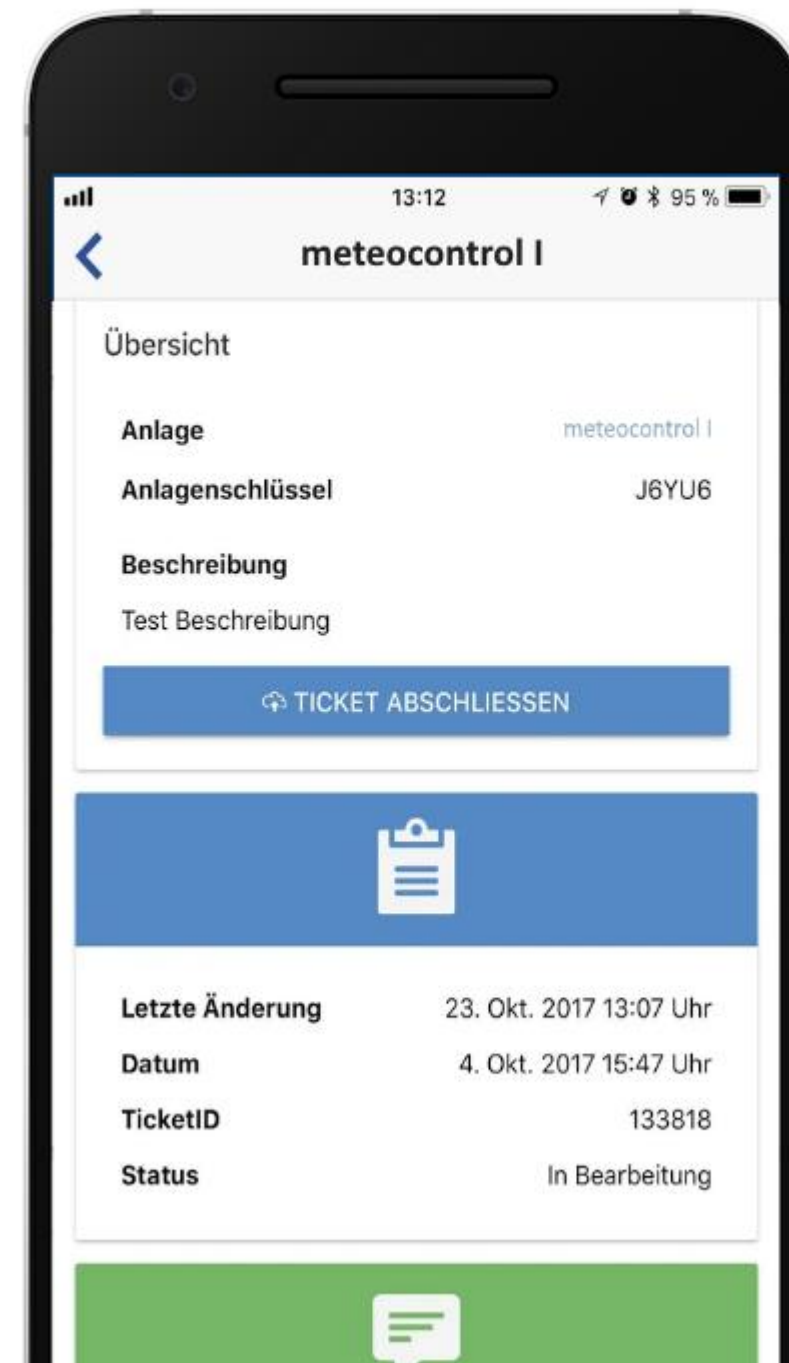 13:12 95 %
meteocontrol I
Übersicht
Anlage meteocontrol I
Anlagenschlüssel J6YU6
Beschreibung
Test Beschreibung
TICKET ABSCHLIESSEN
Letzte Änderung 23. Okt. 2017 13:07 Uhr
Datum 4. Okt. 2017 15:47 Uhr
TicketID 133818
Status In Bearbeitung